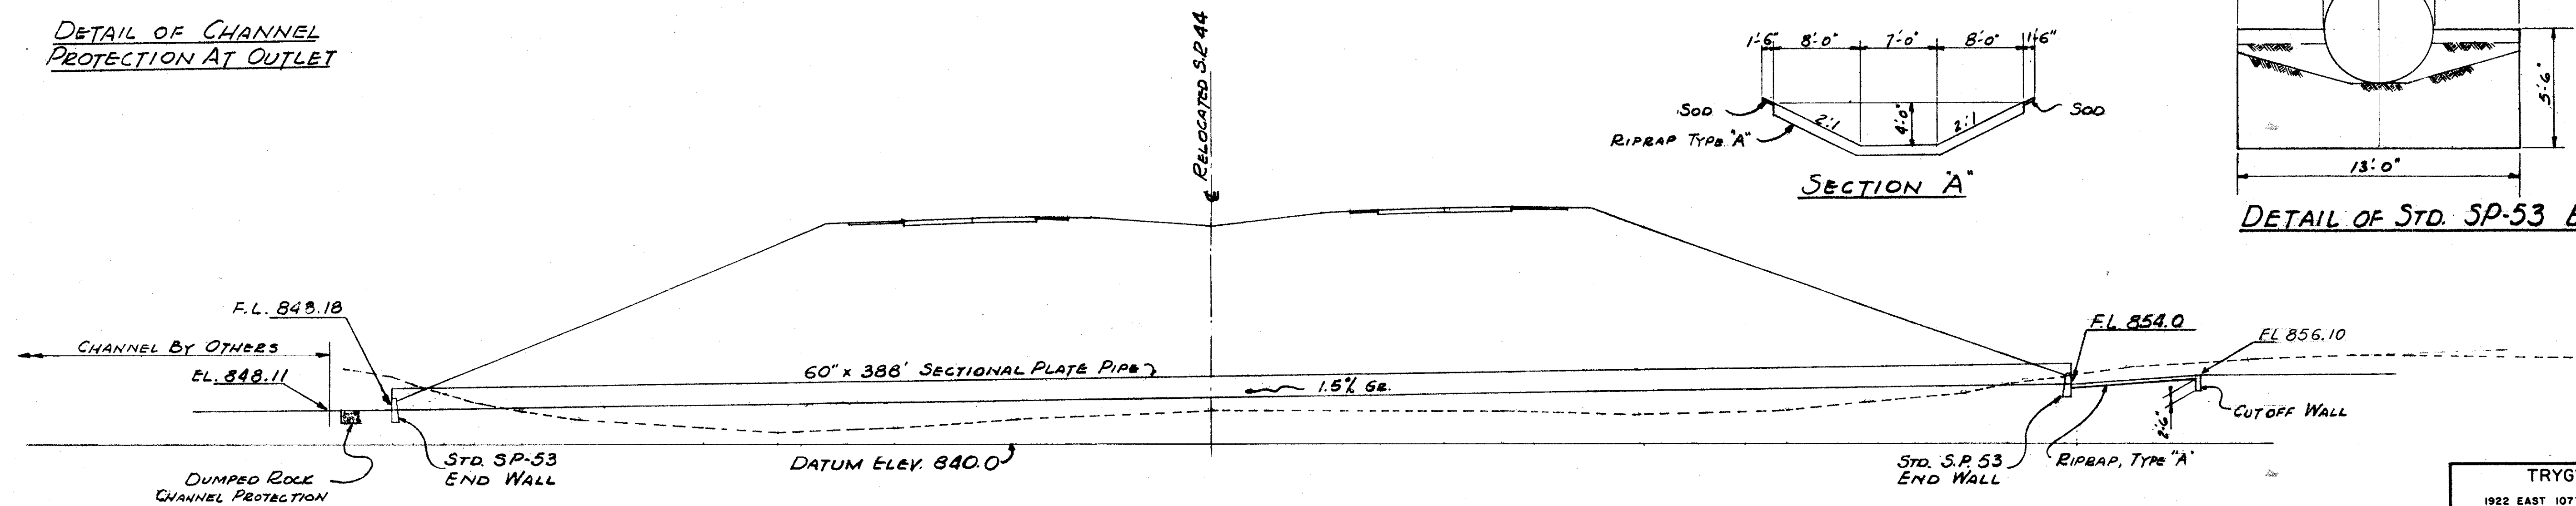 DETAIL OF CHANNEL
PROTECTION AT OUTLET
RELOCATED S.R. 44
1'-6" 8'-0" 7'-0" 8'-0" 1'-6"
SOD
2:1
4'-0"
2:1
SOD
RIPRAP TYPE "A"
SECTION "A"
5'-6"
13'-0"
DETAIL OF STD. SP-53 E
F.L. 848.18
CHANNEL BY OTHERS
EL. 848.11
60" x 388' SECTIONAL PLATE PIPE
1.5% GR.
F.L. 854.0
EL 856.10
CUTOFF WALL
2'-6"
DUMPED ROCK
CHANNEL PROTECTION
STD. SP-53
END WALL
DATUM ELEV. 840.0
STD. S.P. 53
END WALL
RIPRAP, TYPE "A"
TRYG
1922 EAST 107